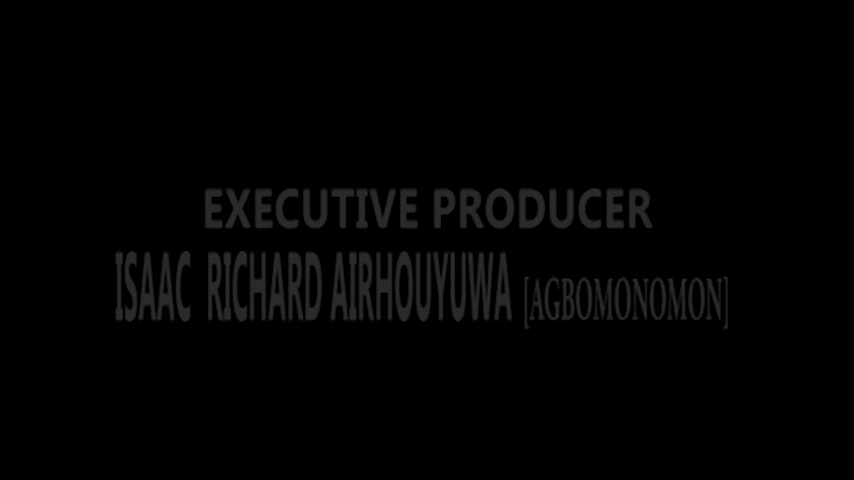 EXECUTIVE PRODUCER
ISAAC RICHARD AIRHOUYUWA [AGBOMONOMON]